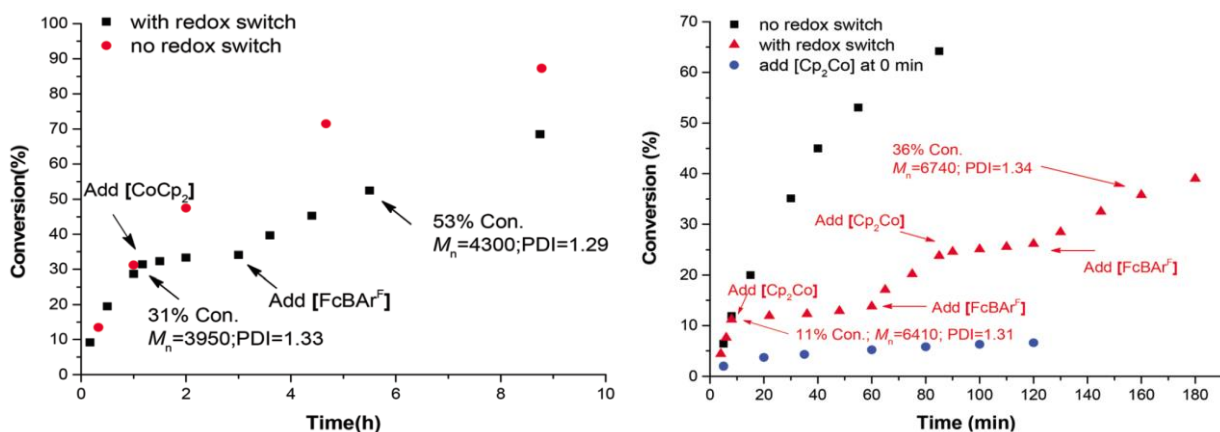 with redox switch
no redox switch
Add [CoCp₂]
31% Con.
Mₙ=3950;PDI=1.33
Add [FcBArᶠ]
53% Con.
Mₙ=4300;PDI=1.29
Conversion(%)
100
90
80
70
60
50
40
30
20
10
0
0 2 4 6 8 10
Time(h)
no redox switch
with redox switch
add [Cp₂Co] at 0 min
36% Con.
Mₙ=6740; PDI=1.34
Add [Cp₂Co]
Add [FcBArᶠ]
Add [Cp₂Co]
Add [FcBArᶠ]
11% Con.; Mₙ=6410; PDI=1.31
Conversion (%)
70
60
50
40
30
20
10
0
0 20 40 60 80 100 120 140 160 180
Time (min)